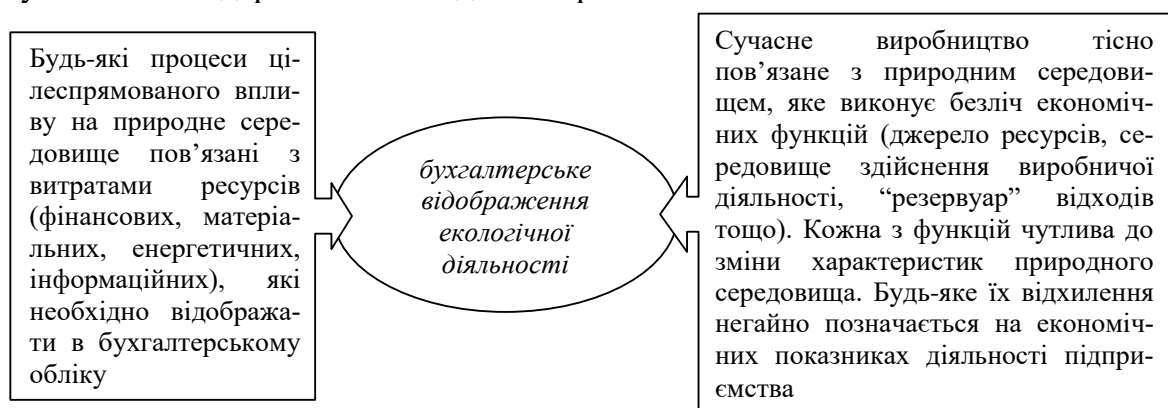 Будь-які процеси ці-
леспрямованого впли-
ву на природне сере-
довище пов’язані з
витратами ресурсів
(фінансових, матеріа-
льних, енергетичних,
інформаційних), які
необхідно відобража-
ти в бухгалтерському
обліку
бухгалтерське
відображення
екологічної
діяльності
Сучасне виробництво тісно
пов’язане з природним середови-
щем, яке виконує безліч економіч-
них функцій (джерело ресурсів, се-
редовище здійснення виробничої
діяльності, “резервуар” відходів
тощо). Кожна з функцій чутлива до
зміни характеристик природного
середовища. Будь-яке їх відхилення
негайно позначається на економіч-
них показниках діяльності підпри-
ємства